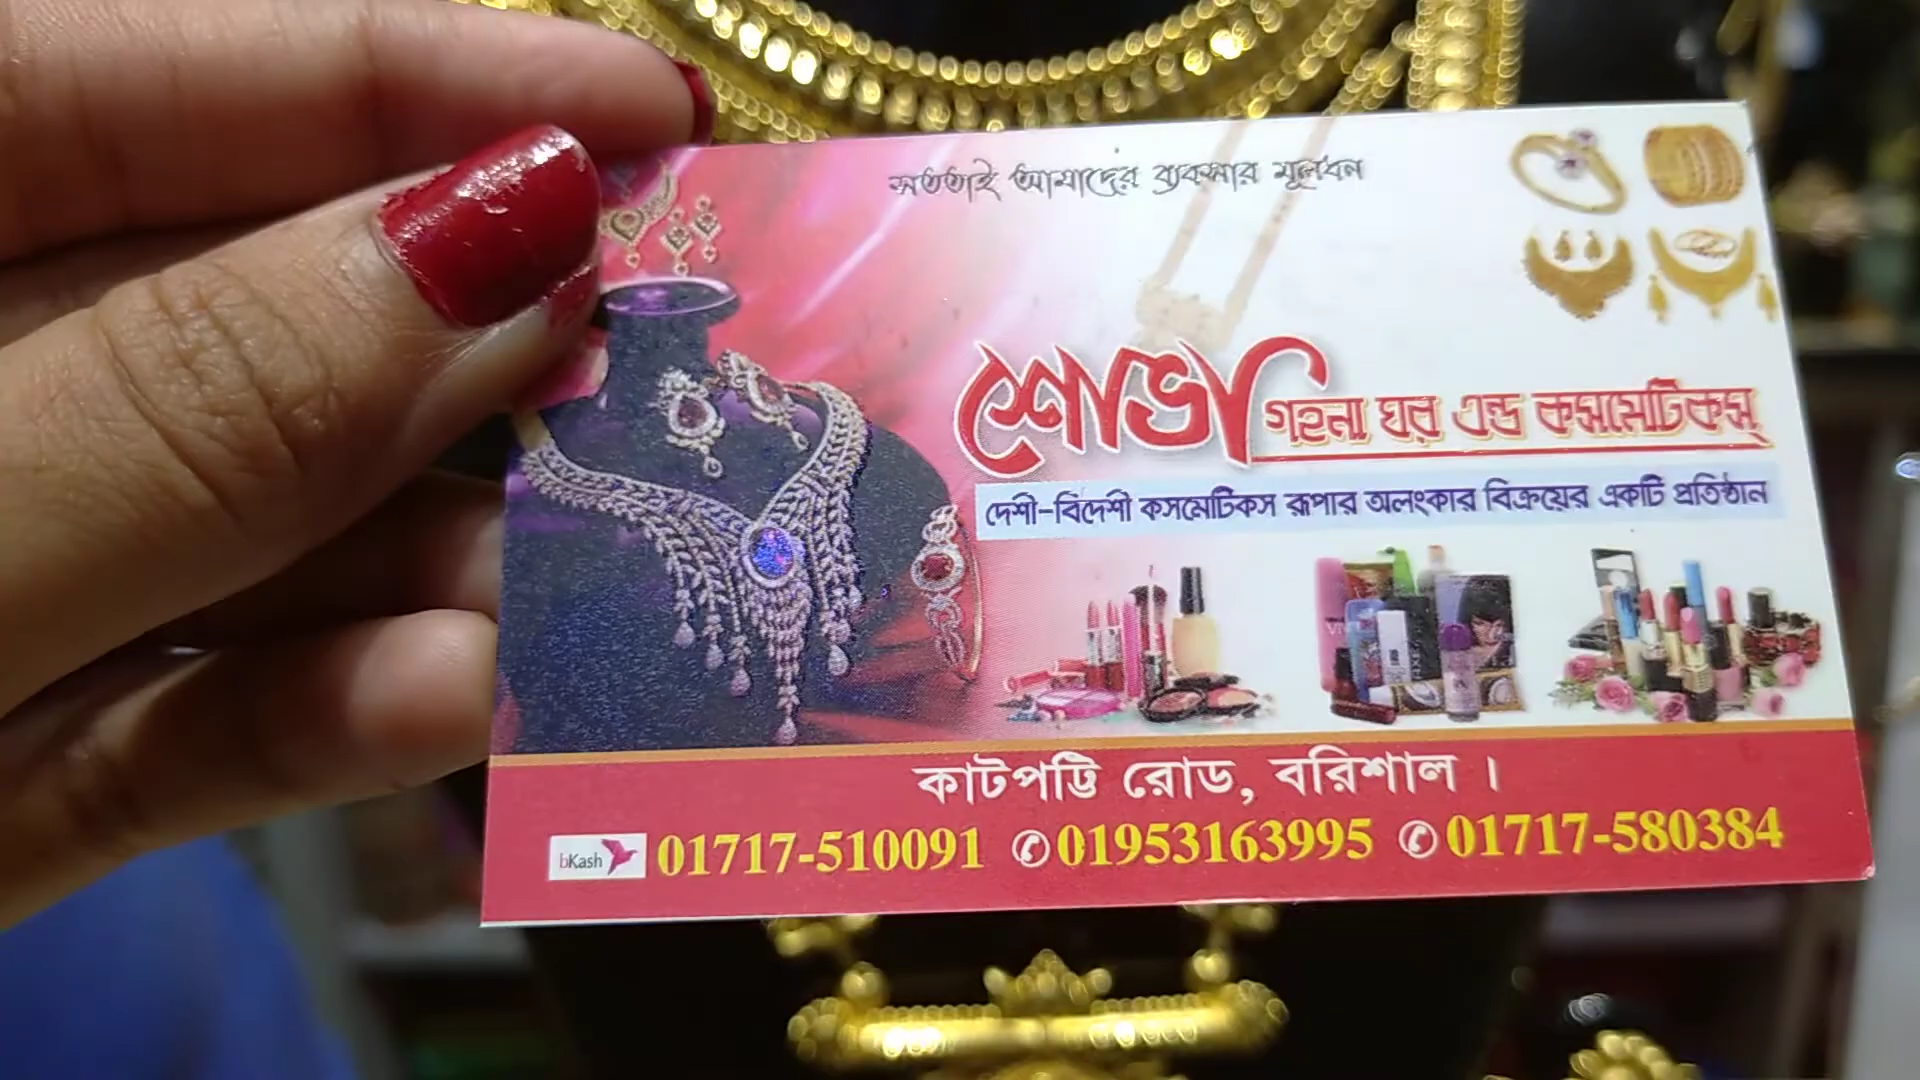 সততাই আমাদের ব্যবসার মূলধন
শোভা গহনা ঘর এন্ড কসমেটিকস্
দেশী-বিদেশী কসমেটিকস রূপার অলংকার বিক্রয়ের একটি প্রতিষ্ঠান
কাটপট্টি রোড, বরিশাল ।
bKash 01717-510091 ✆01953163995 ✆01717-580384